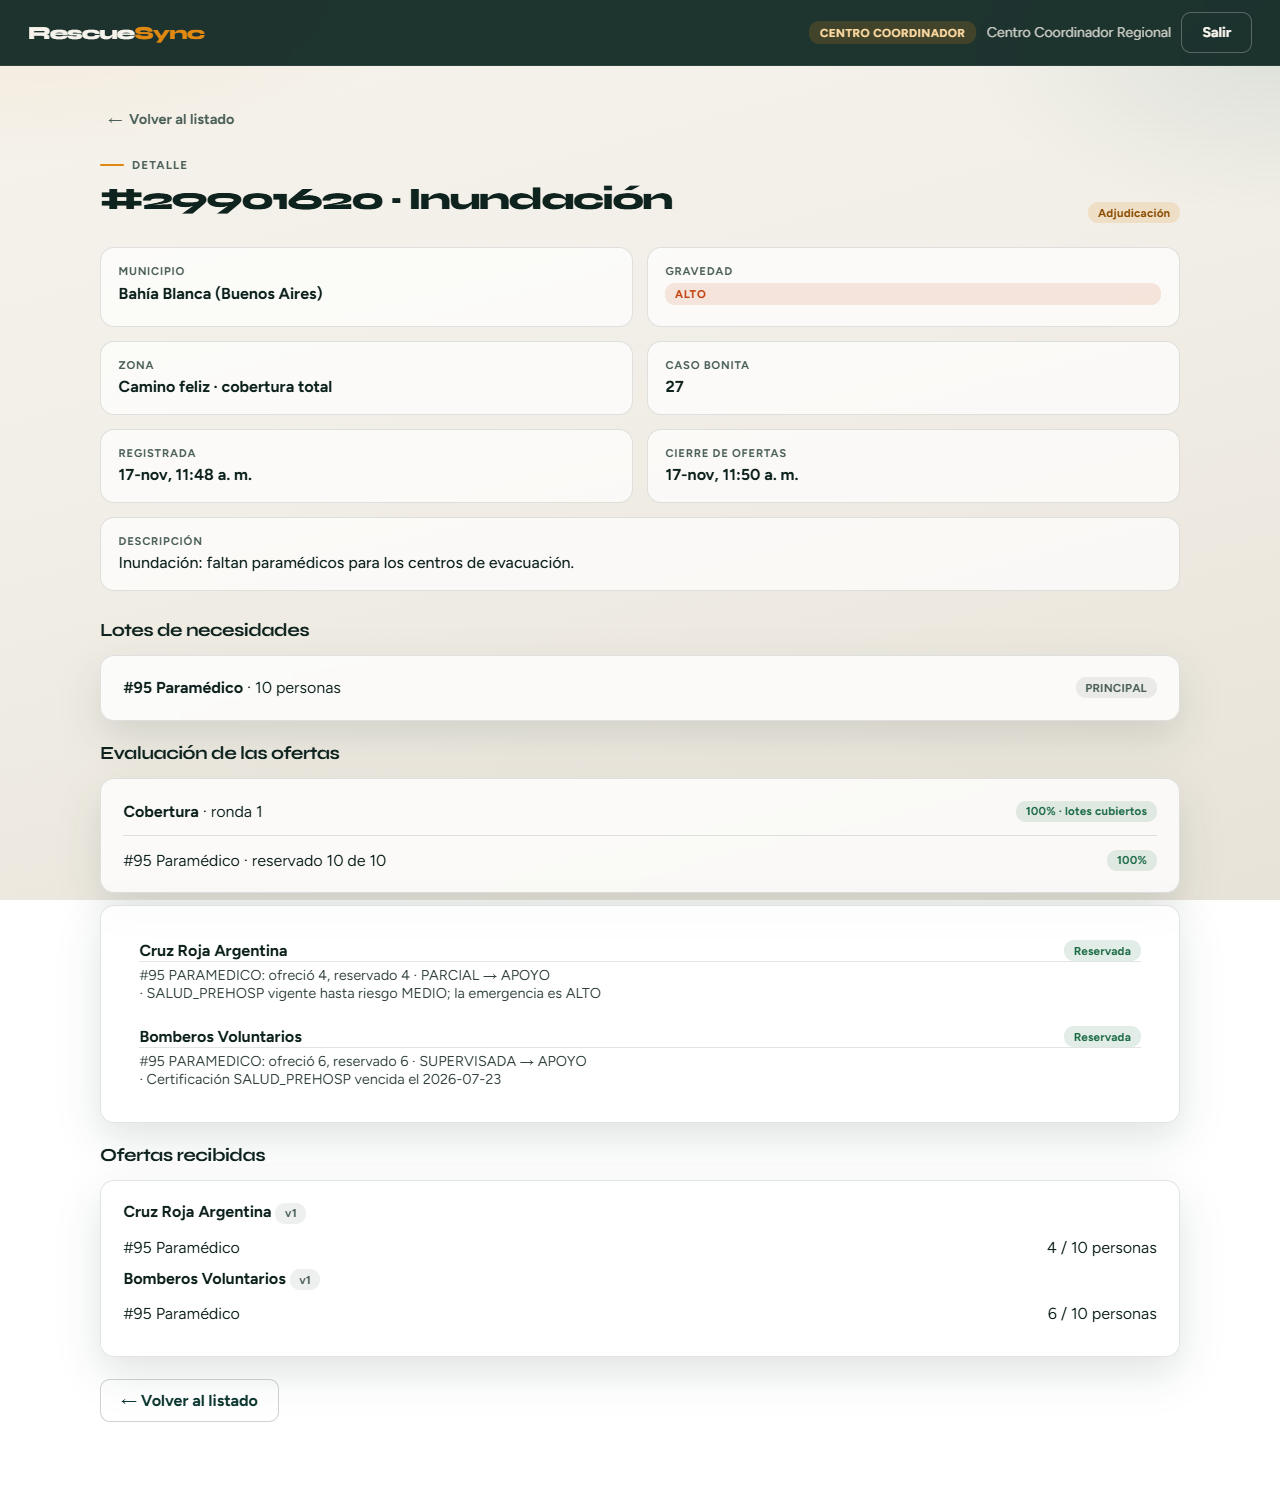 RescueSync
CENTRO COORDINADOR
Centro Coordinador Regional
Salir
← Volver al listado
DETALLE
#29901620 · Inundación
Adjudicación
MUNICIPIO
Bahía Blanca (Buenos Aires)
GRAVEDAD
ALTO
ZONA
Camino feliz · cobertura total
CASO BONITA
27
REGISTRADA
17-nov, 11:48 a. m.
CIERRE DE OFERTAS
17-nov, 11:50 a. m.
DESCRIPCIÓN
Inundación: faltan paramédicos para los centros de evacuación.
Lotes de necesidades
#95 Paramédico · 10 personas
PRINCIPAL
Evaluación de las ofertas
Cobertura · ronda 1
100% · lotes cubiertos
#95 Paramédico · reservado 10 de 10
100%
Cruz Roja Argentina
Reservada
#95 PARAMEDICO: ofreció 4, reservado 4 · PARCIAL → APOYO
· SALUD_PREHOSP vigente hasta riesgo MEDIO; la emergencia es ALTO
Bomberos Voluntarios
Reservada
#95 PARAMEDICO: ofreció 6, reservado 6 · SUPERVISADA → APOYO
· Certificación SALUD_PREHOSP vencida el 2026-07-23
Ofertas recibidas
Cruz Roja Argentina v1
#95 Paramédico
4 / 10 personas
Bomberos Voluntarios v1
#95 Paramédico
6 / 10 personas
← Volver al listado